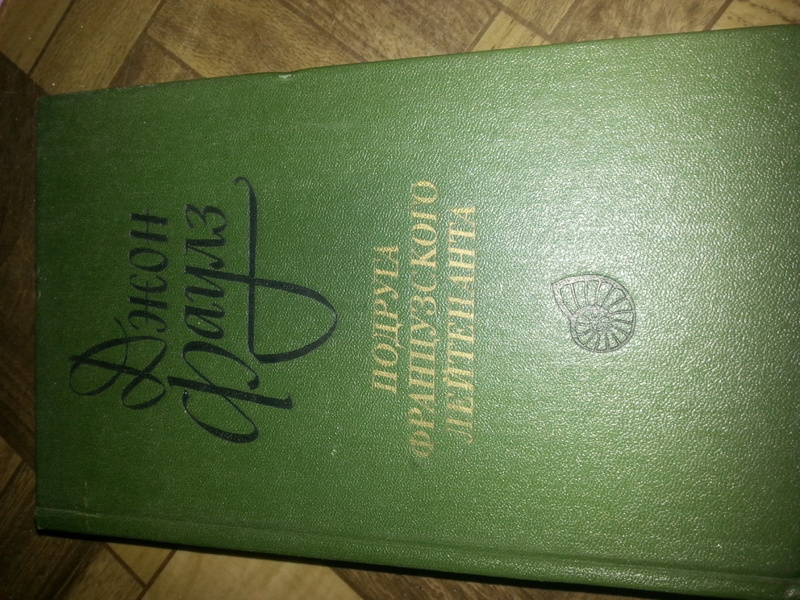 Джон
Фаулз
ПОДРУГА
ФРАНЦУЗСКОГО
ЛЕЙТЕНАНТА